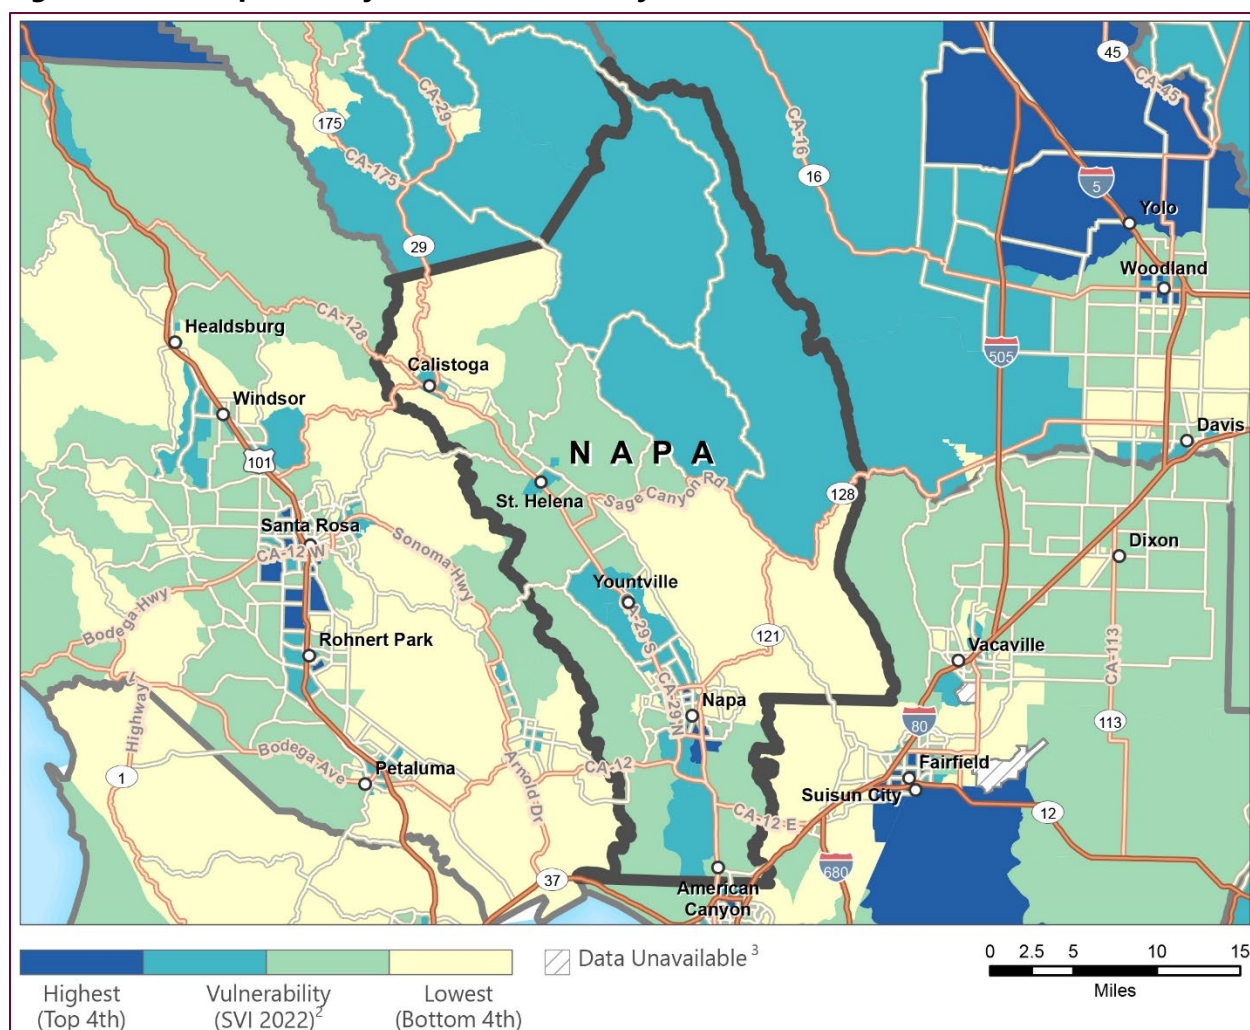 175
CA-29
CA-175
29
CA-16
16
45
CA-45
5
Yolo
Woodland
Healdsburg
CA-128
Calistoga
505
Windsor
101
NAPA
Davis
St. Helena
Sage Canyon Rd
128
Santa Rosa
CA-12 W
Sonoma Hwy
Dixon
Bodega Hwy
Yountville
CA-29 S
121
CA-113
Rohnert Park
Vacaville
CA-29 N
Napa
Highway 1
1
80
113
Bodega Ave
Petaluma
Arnold Dr
CA-12
Fairfield
Suisun City
CA-12 E
12
37
American
Canyon
680
Data Unavailable 3
0 2.5 5 10 15
Miles
Highest Vulnerability Lowest
(Top 4th) (SVI 2022)2 (Bottom 4th)